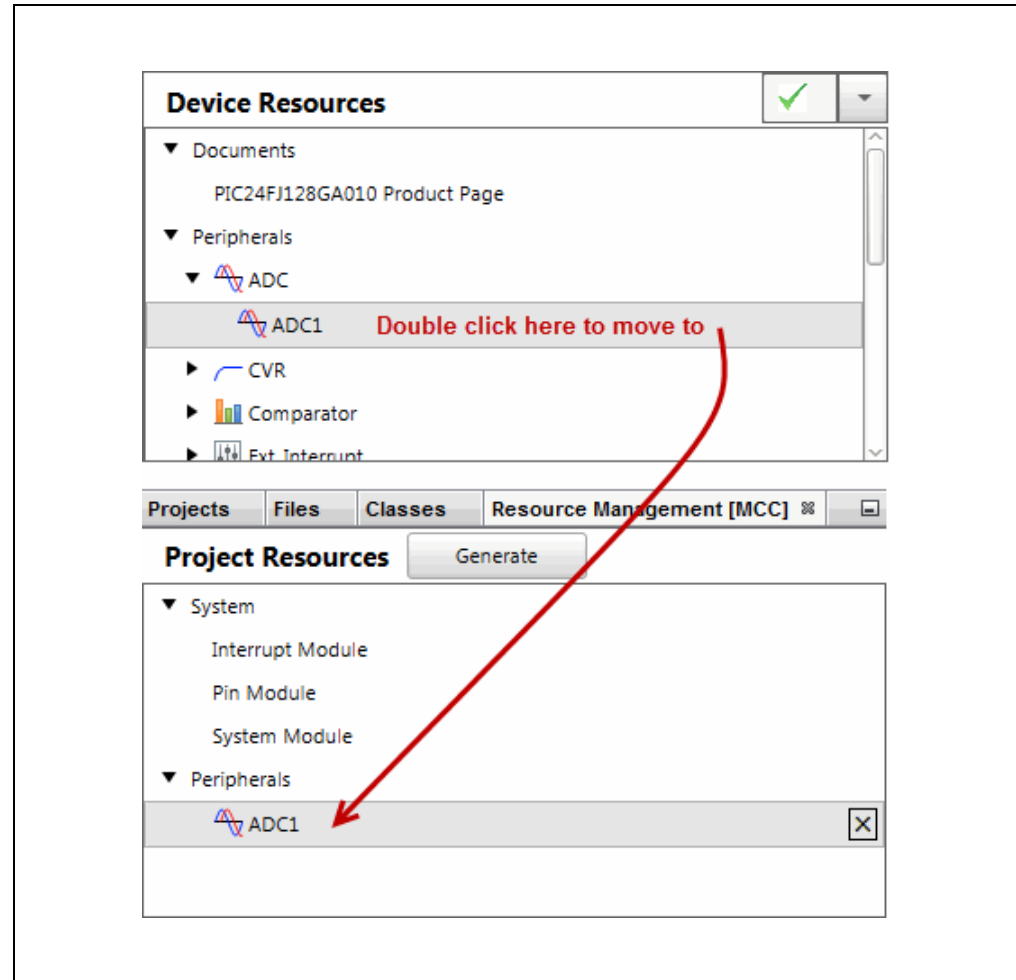 Device Resources
Documents
PIC24FJ128GA010 Product Page
Peripherals
ADC
ADC1 Double click here to move to
CVR
Comparator
Ext. Interrupt
Projects Files Classes Resource Management [MCC]
Project Resources Generate
System
Interrupt Module
Pin Module
System Module
Peripherals
ADC1